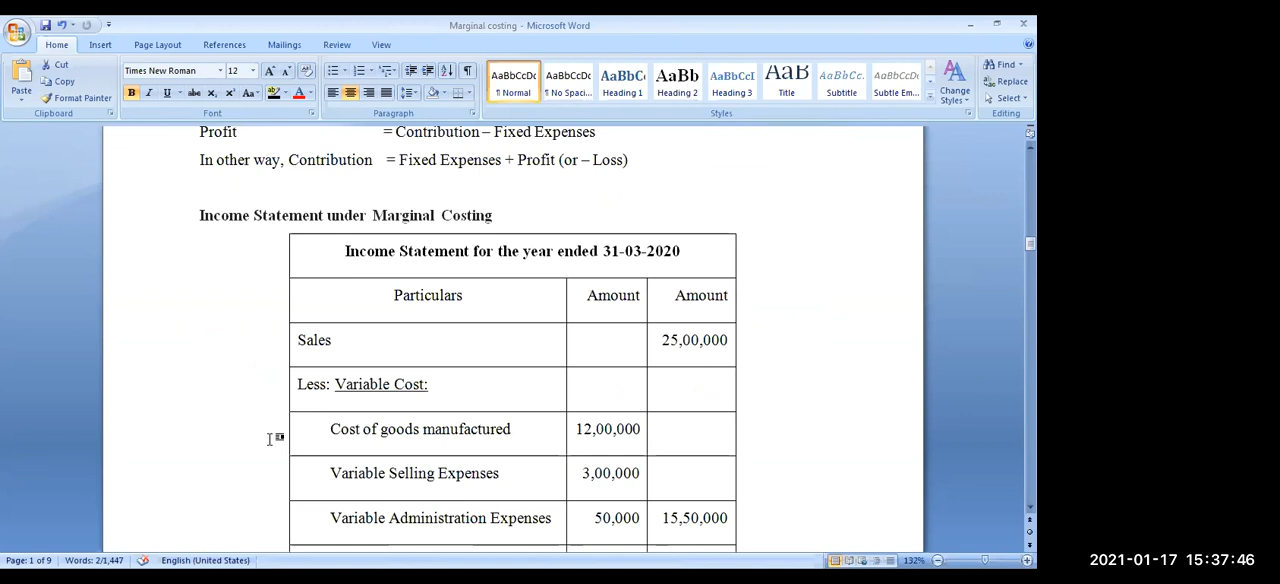 Marginal costing - Microsoft Word
Home Insert Page Layout References Mailings Review View
Paste
Cut
Copy
Format Painter
Clipboard
Times New Roman 12
B I U abc x₂ x² Aa
Font
Paragraph
AaBbCcDc AaBbCcDc AaBbC AaBb AaBbCcI AaB AaBbCc. AaBbCcDc
¶ Normal ¶ No Spaci... Heading 1 Heading 2 Heading 3 Title Subtitle Subtle Em...
Change Styles
Styles
Find
Replace
Select
Editing
Profit = Contribution – Fixed Expenses
In other way, Contribution = Fixed Expenses + Profit (or – Loss)
Income Statement under Marginal Costing
Income Statement for the year ended 31-03-2020
Particulars Amount Amount
Sales 25,00,000
Less: Variable Cost:
Cost of goods manufactured 12,00,000
Variable Selling Expenses 3,00,000
Variable Administration Expenses 50,000 15,50,000
Page: 1 of 9 Words: 2/1,447 English (United States) 132%
2021-01-17 15:37:46